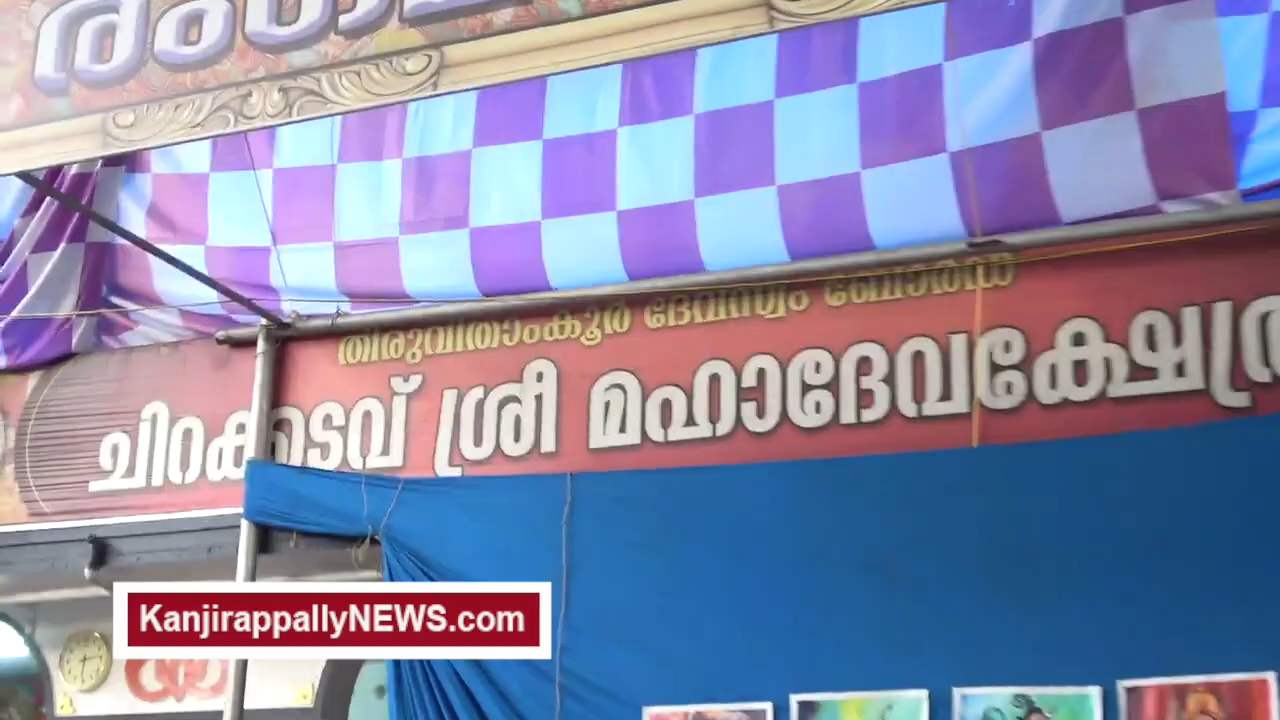 തിരുവിതാംകൂർ ദേവസ്വം ബോർഡ്
ചിറക്കടവ് ശ്രീ മഹാദേവക്ഷേത്ര
KanjirappallyNEWS.com